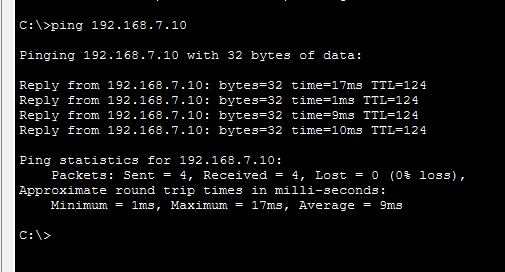 C:\>ping 192.168.7.10
Pinging 192.168.7.10 with 32 bytes of data:
Reply from 192.168.7.10: bytes=32 time=17ms TTL=124
Reply from 192.168.7.10: bytes=32 time=1ms TTL=124
Reply from 192.168.7.10: bytes=32 time=9ms TTL=124
Reply from 192.168.7.10: bytes=32 time=10ms TTL=124
Ping statistics for 192.168.7.10:
    Packets: Sent = 4, Received = 4, Lost = 0 (0% loss),
Approximate round trip times in milli-seconds:
    Minimum = 1ms, Maximum = 17ms, Average = 9ms
C:\>